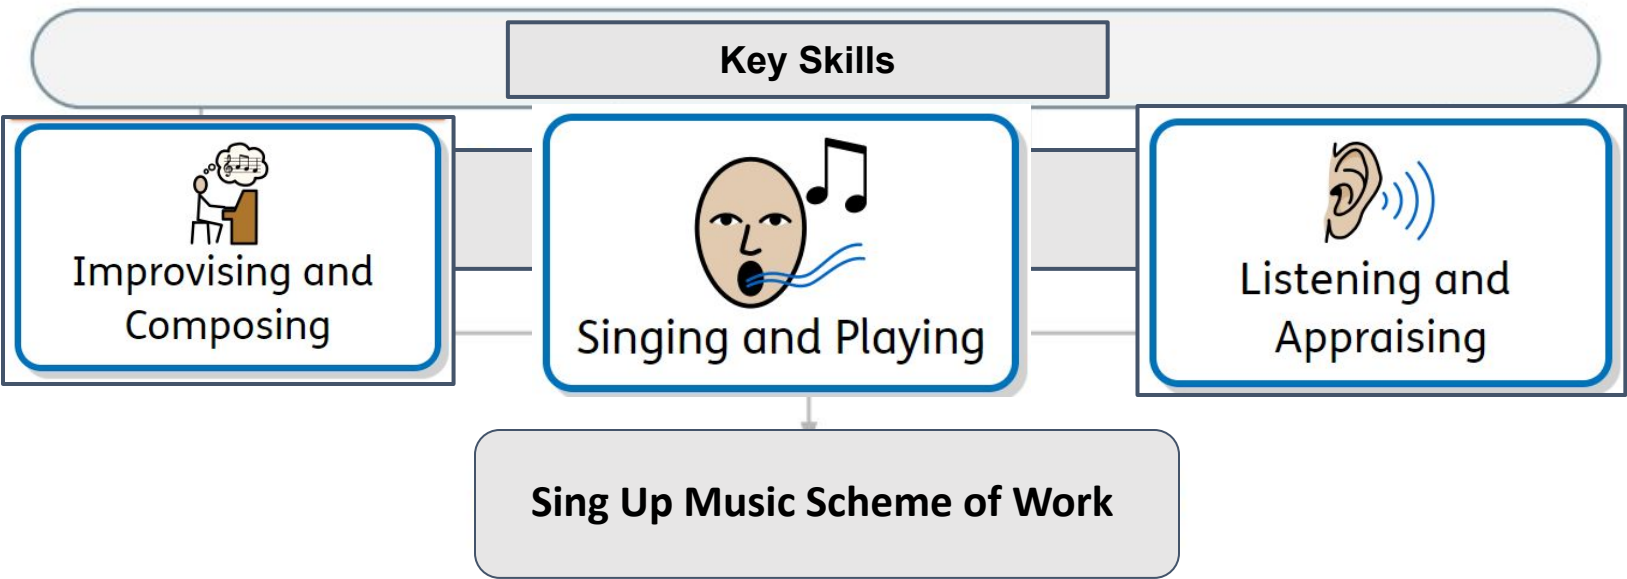 Key Skills
Improvising and
Composing
Singing and Playing
Listening and
Appraising
Sing Up Music Scheme of Work